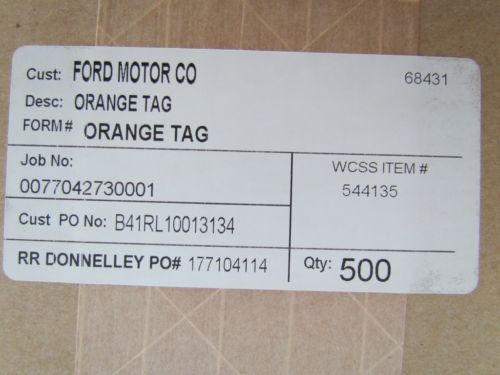 Cust: FORD MOTOR CO 68431
Desc: ORANGE TAG
FORM# ORANGE TAG
Job No:
0077042730001
WCSS ITEM #
544135
Cust PO No: B41RL10013134
RR DONNELLEY PO# 177104114
Qty: 500